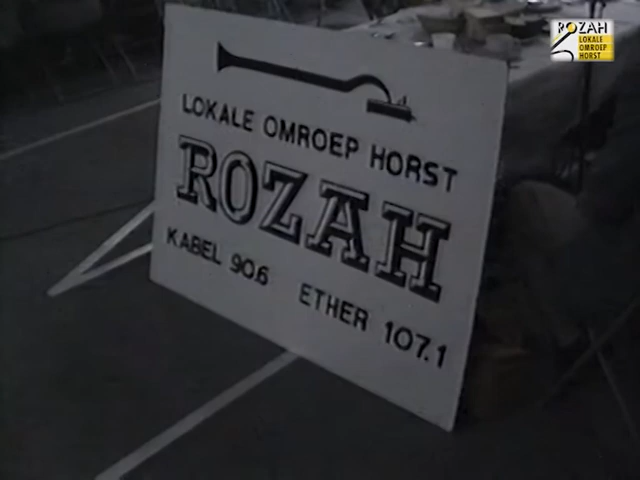 ROZAH
LOKALE
OMROEP
HORST
LOKALE OMROEP HORST
ROZAH
KABEL 90.6 ETHER 107.1